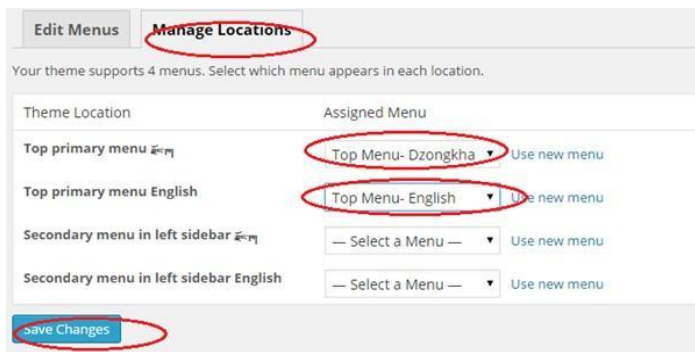 Edit Menus Manage Locations
Your theme supports 4 menus. Select which menu appears in each location.
Theme Location Assigned Menu
Top primary menu རྫོང་ཁ Top Menu- Dzongkha Use new menu
Top primary menu English Top Menu- English Use new menu
Secondary menu in left sidebar རྫོང་ཁ — Select a Menu — Use new menu
Secondary menu in left sidebar English — Select a Menu — Use new menu
Save Changes